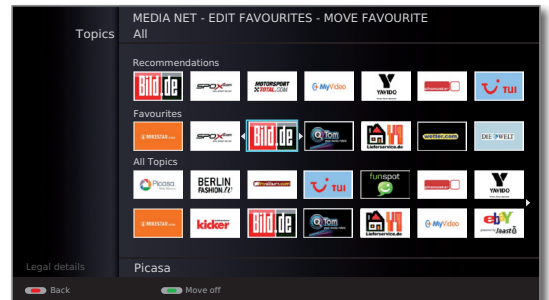 MEDIA NET - EDIT FAVOURITES - MOVE FAVOURITE
Topics All
Recommendations
Bild.de SPOX MOTORSPORT TOTAL.COM MyVideo YAVIDO TUI
Favourites
SPOX Bild.de Tom Lieferservice.de wetter.com DIE WELT
All Topics
Picasa BERLIN FASHION TUI funspot YAVIDO
kicker Bild.de Tom Lieferservice.de MyVideo ebay
Legal details Picasa
Back Move off